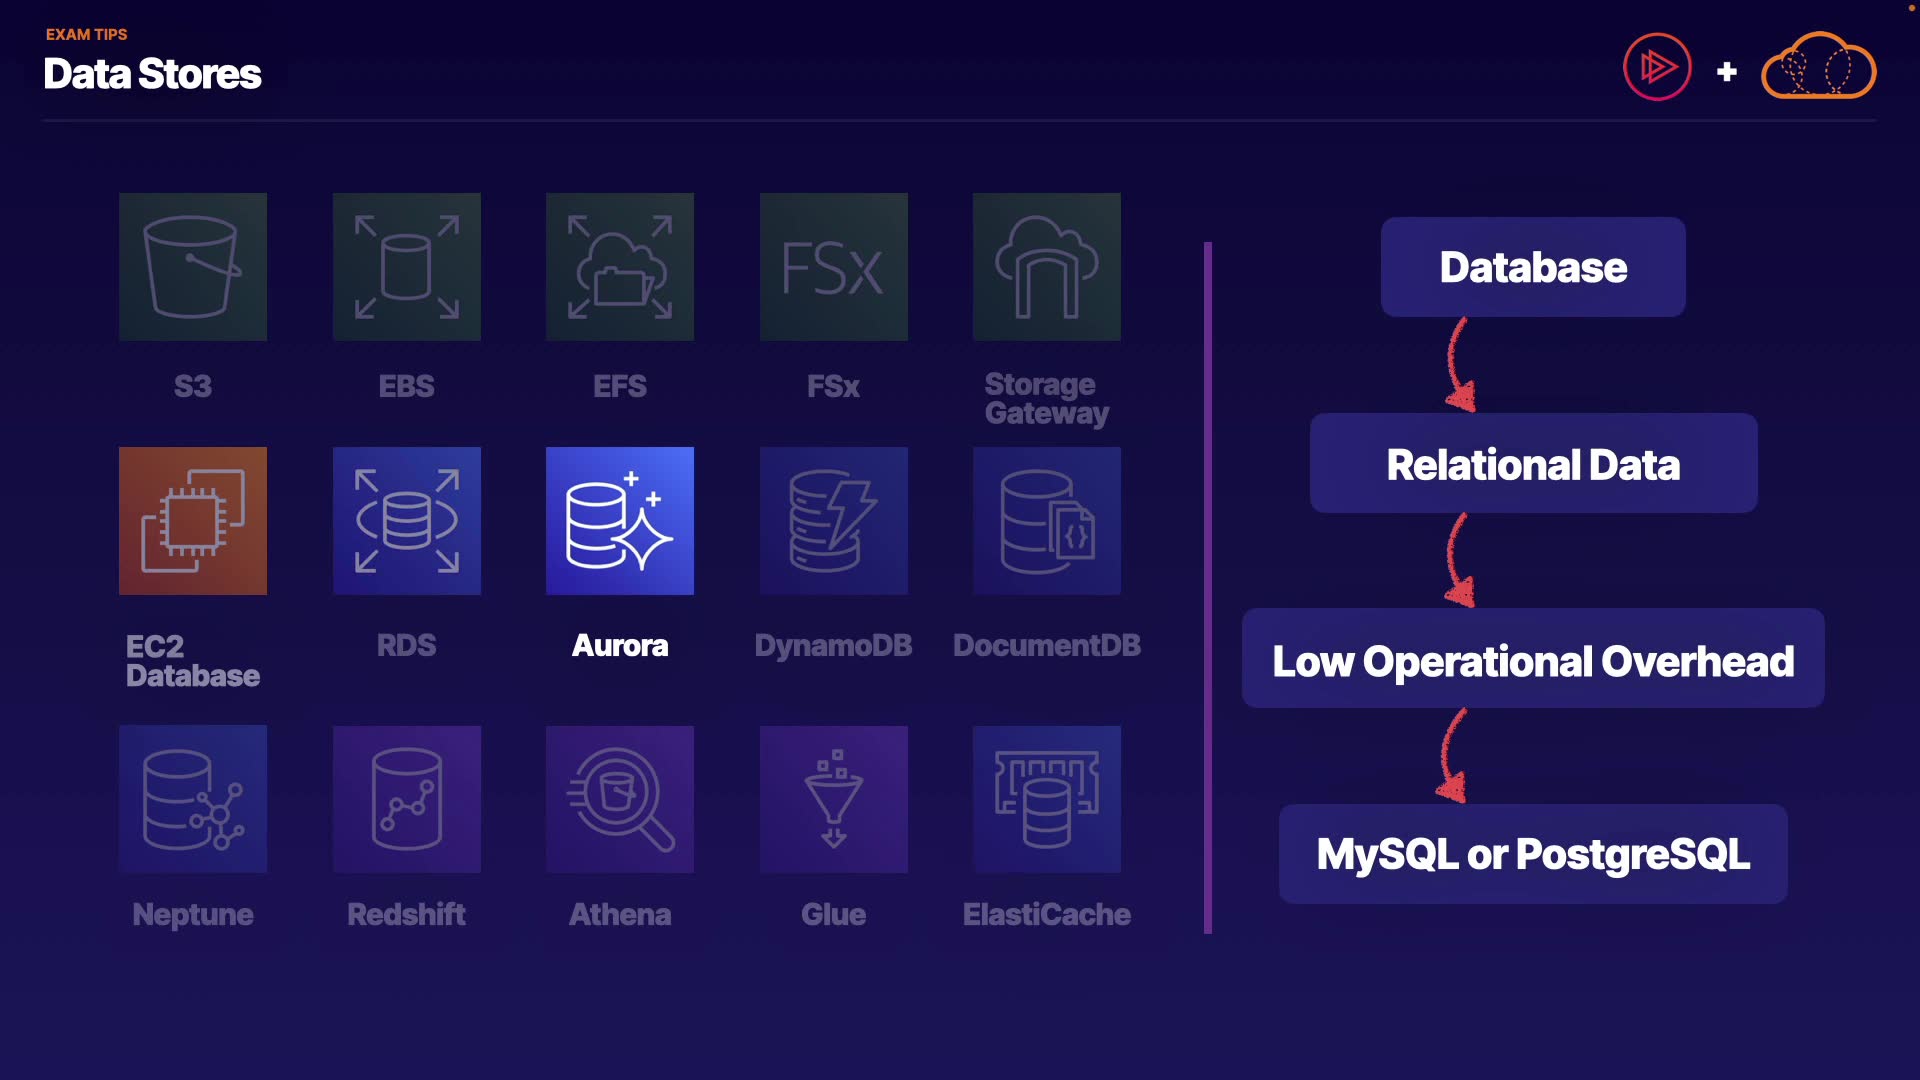 EXAM TIPS
Data Stores
+
FSx
S3
EBS
EFS
FSx
Storage
Gateway
EC2
Database
RDS
Aurora
DynamoDB
DocumentDB
Neptune
Redshift
Athena
Glue
ElastiCache
Database
Relational Data
Low Operational Overhead
MySQL or PostgreSQL